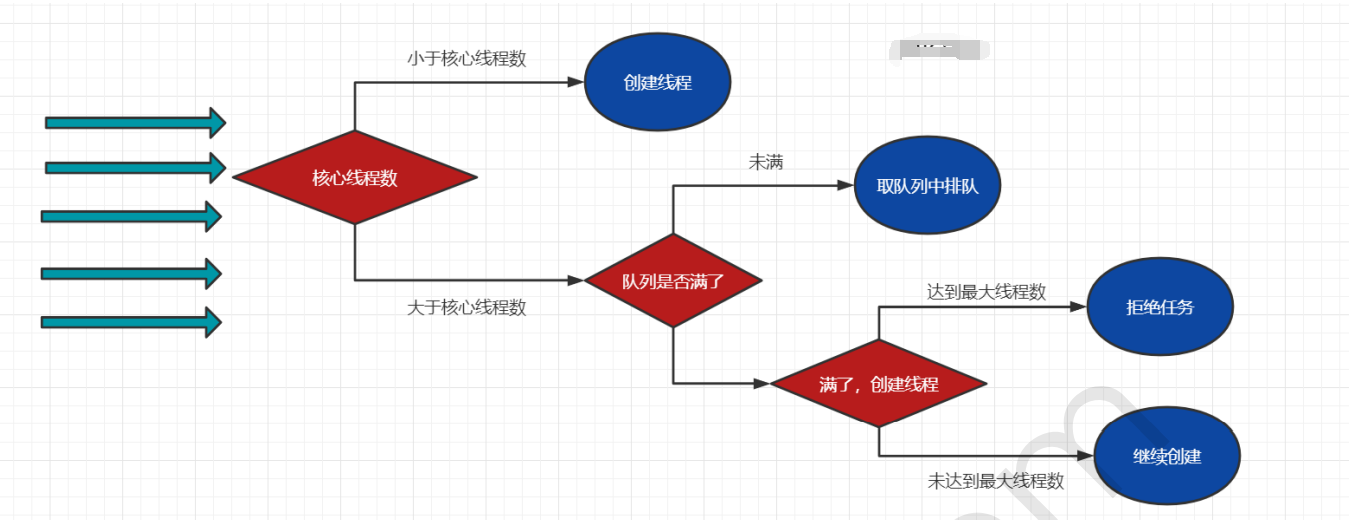 小于核心线程数
创建线程
核心线程数
未满
取队列中排队
队列是否满了
大于核心线程数
达到最大线程数
拒绝任务
满了，创建线程
继续创建
未达到最大线程数